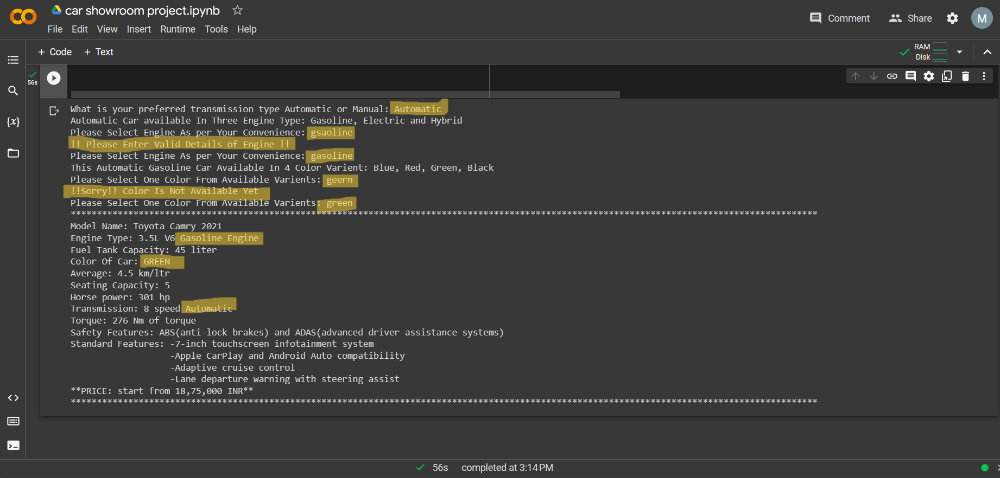 car showroom project.ipynb
File Edit View Insert Runtime Tools Help
Comment Share M
+ Code + Text
RAM
Disk
56s
{x}
What is your preferred transmission type Automatic or Manual: Automatic
Automatic Car available In Three Engine Type: Gasoline, Electric and Hybrid
Please Select Engine As per Your Convenience: gsaoline
!! Please Enter Valid Details of Engine !!
Please Select Engine As per Your Convenience: gasoline
This Automatic Gasoline Car Available In 4 Color Varient: Blue, Red, Green, Black
Please Select One Color From Available Varients: geern
!!Sorry!! Color Is Not Available Yet
Please Select One Color From Available Varients: green
***********************************************************************************************************************************************
Model Name: Toyota Camry 2021
Engine Type: 3.5L V6 Gasoline Engine
Fuel Tank Capacity: 45 liter
Color Of Car: GREEN
Average: 4.5 km/ltr
Seating Capacity: 5
Horse power: 301 hp
Transmission: 8 speed Automatic
Torque: 276 Nm of torque
Safety Features: ABS(anti-lock brakes) and ADAS(advanced driver assistance systems)
Standard Features: -7-inch touchscreen infotainment system
-Apple CarPlay and Android Auto compatibility
-Adaptive cruise control
-Lane departure warning with steering assist
**PRICE: start from 18,75,000 INR**
***********************************************************************************************************************************************
56s completed at 3:14 PM